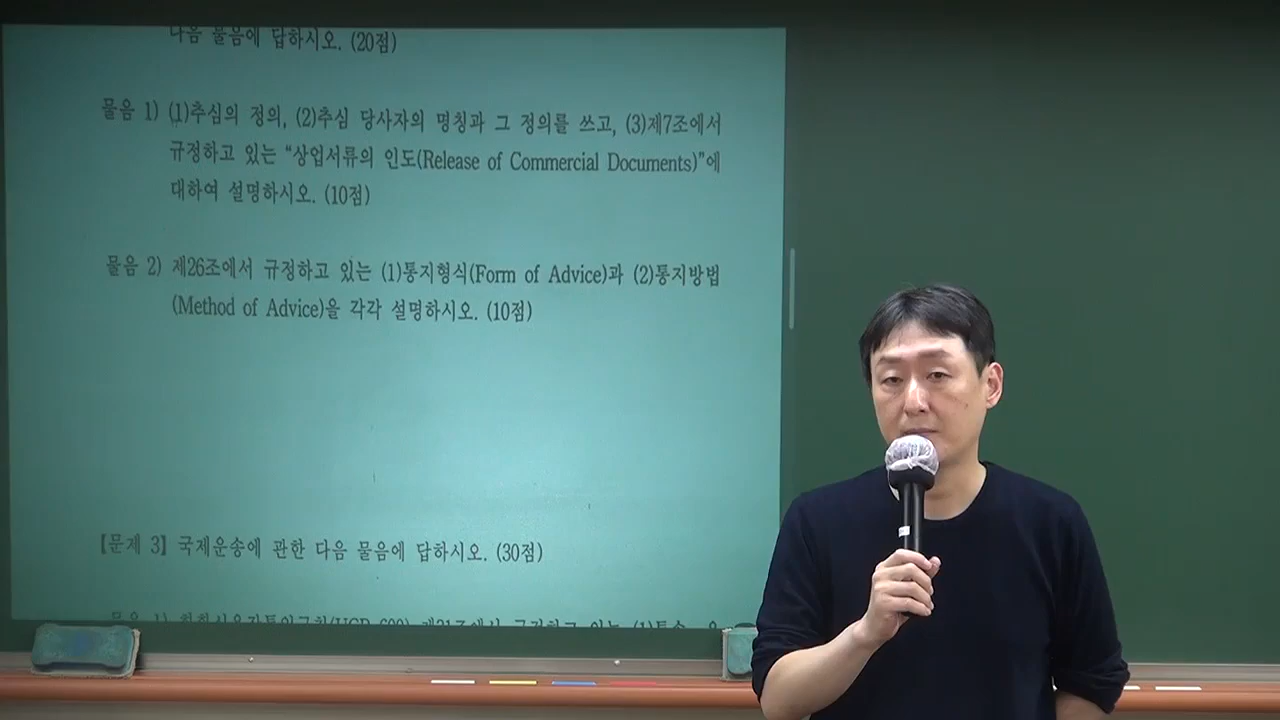 다음 물음에 답하시오. (20점)
물음 1) (1)추심의 정의, (2)추심 당사자의 명칭과 그 정의를 쓰고, (3)제7조에서
규정하고 있는 “상업서류의 인도(Release of Commercial Documents)”에
대하여 설명하시오. (10점)
물음 2) 제26조에서 규정하고 있는 (1)통지형식(Form of Advice)과 (2)통지방법
(Method of Advice)을 각각 설명하시오. (10점)
【문제 3】 국제운송에 관한 다음 물음에 답하시오. (30점)